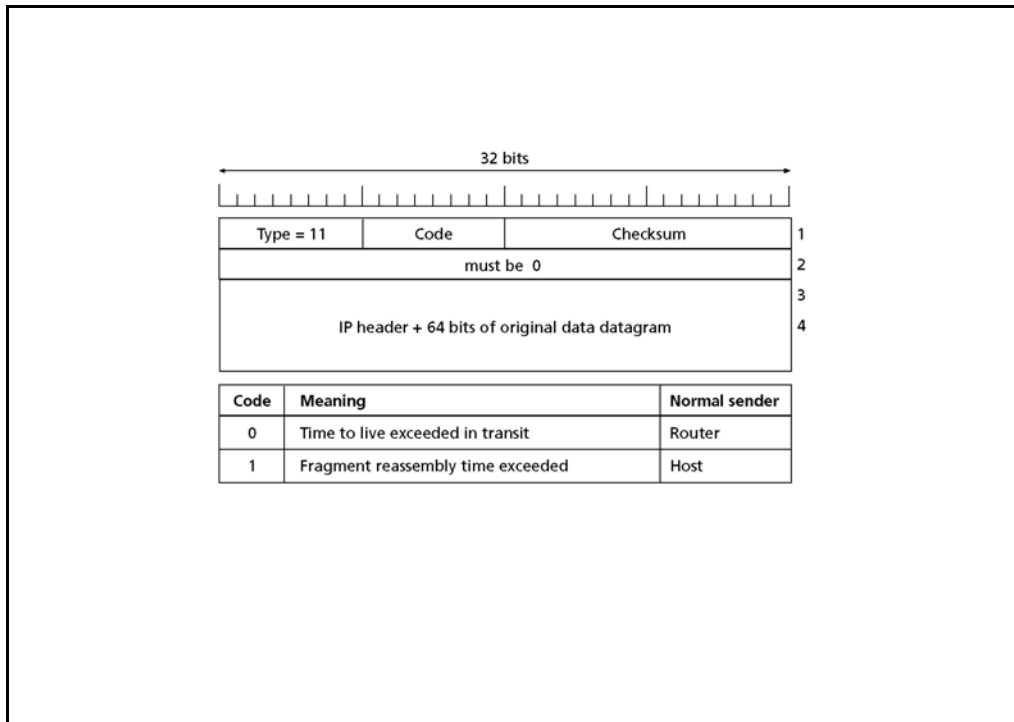 32 bits
Type = 11 Code Checksum 1
must be 0 2
3
IP header + 64 bits of original data datagram 4
Code Meaning Normal sender
0 Time to live exceeded in transit Router
1 Fragment reassembly time exceeded Host